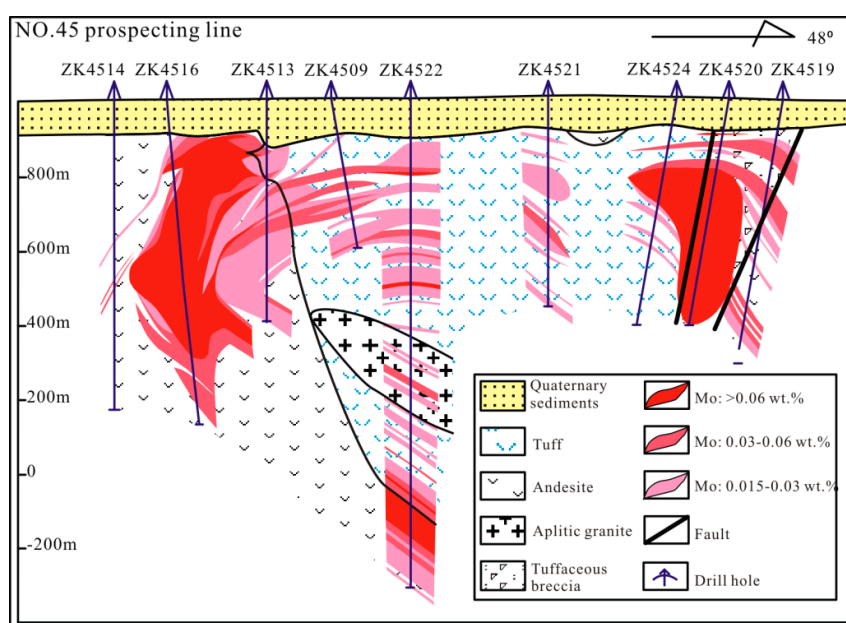 NO.45 prospecting line
48º
ZK4514 ZK4516 ZK4513 ZK4509 ZK4522 ZK4521 ZK4524 ZK4520 ZK4519
800m
600m
400m
200m
0
-200m
Quaternary
sediments
Tuff
Andesite
Aplitic granite
Tuffaceous
breccia
Mo: >0.06 wt.%
Mo: 0.03-0.06 wt.%
Mo: 0.015-0.03 wt.%
Fault
Drill hole